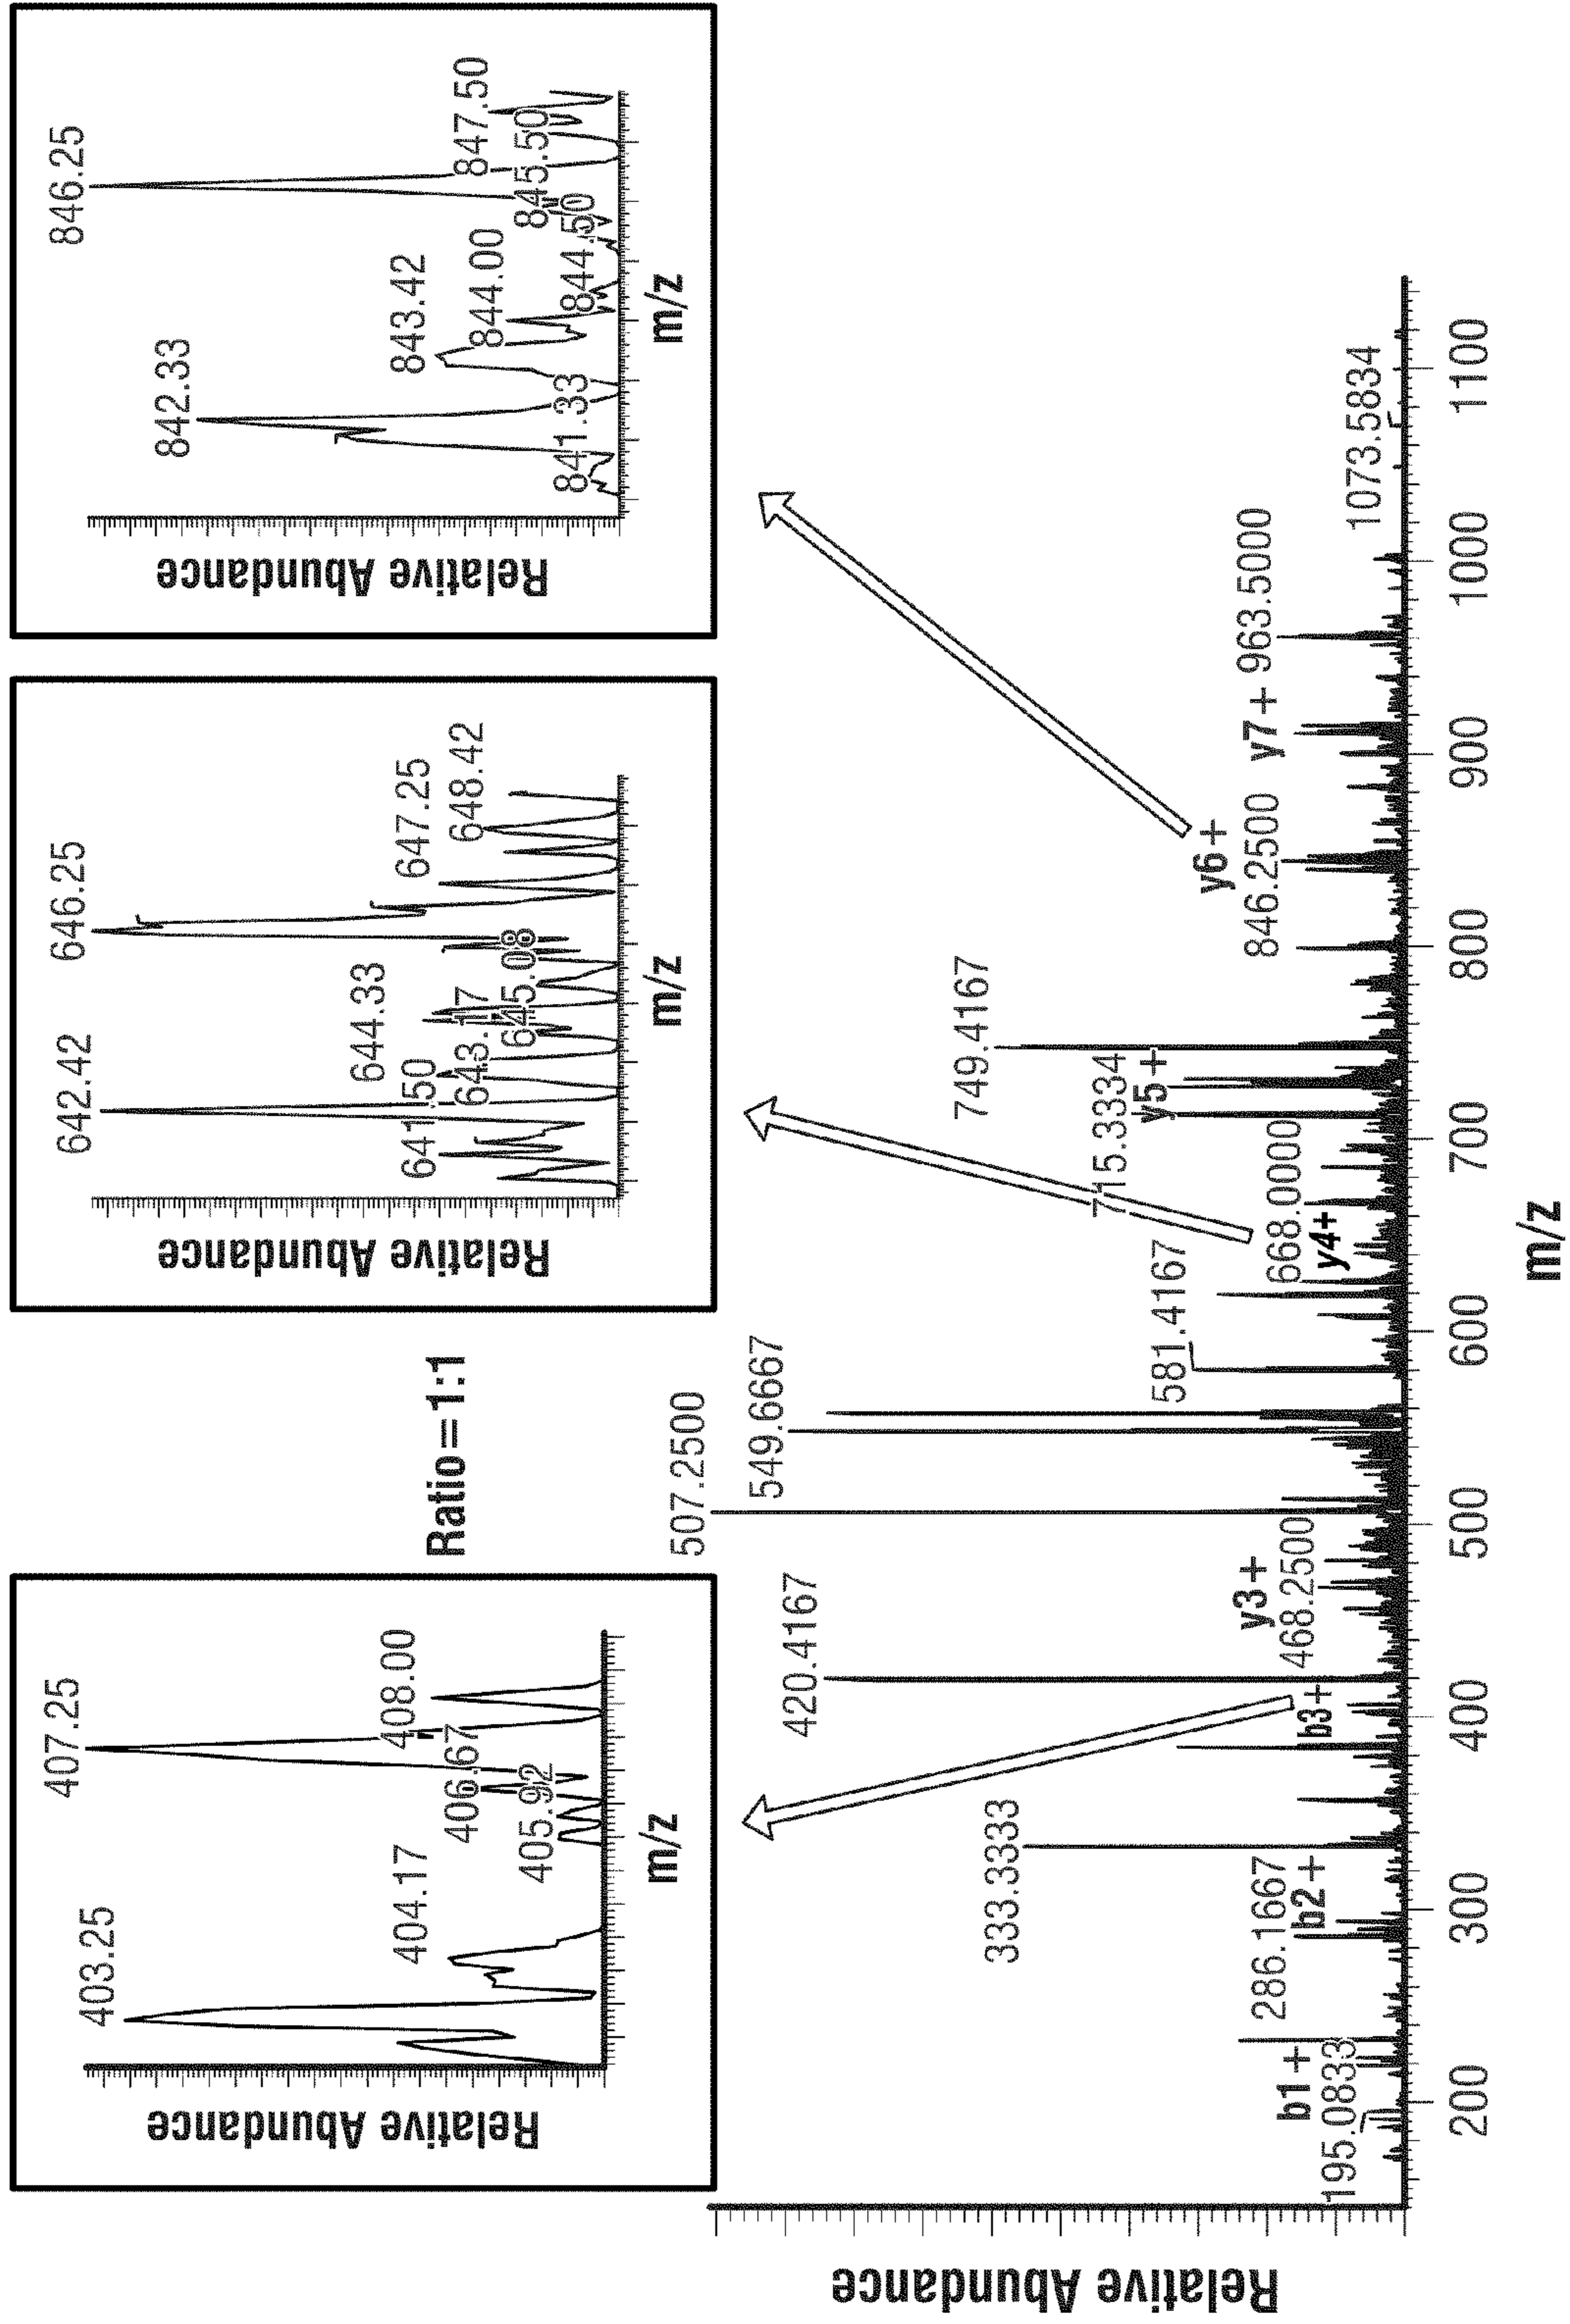 Relative Abundance
403.25
404.17
405.92
406.67
407.25
408.00
m/z
Ratio = 1:1
Relative Abundance
641.50
642.42
643.17
644.33
645.08
646.25
647.25
648.42
m/z
Relative Abundance
841.33
842.33
843.42
844.00
844.50
845.50
846.25
847.50
m/z
Relative Abundance
195.0833
b1+
286.1667
b2+
333.3333
b3+
420.4167
y3+
468.2500
507.2500
549.6667
581.4167
668.0000
y4+
715.3334
y5+
749.4167
y6+
846.2500
y7+ 963.5000
1073.5834
200 300 400 500 600 700 800 900 1000 1100
m/z